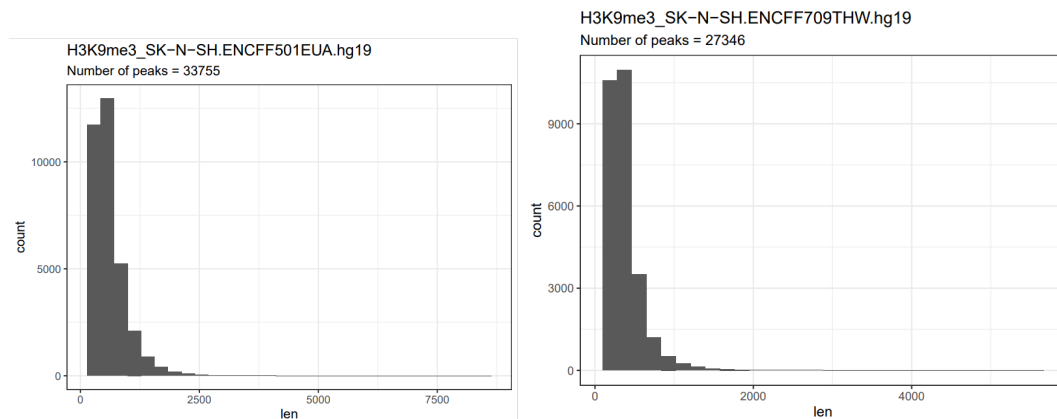 H3K9me3_SK−N−SH.ENCFF501EUA.hg19
Number of peaks = 33755
10000
5000
0
count
0 2500 5000 7500
len
H3K9me3_SK−N−SH.ENCFF709THW.hg19
Number of peaks = 27346
9000
6000
3000
0
count
0 2000 4000
len